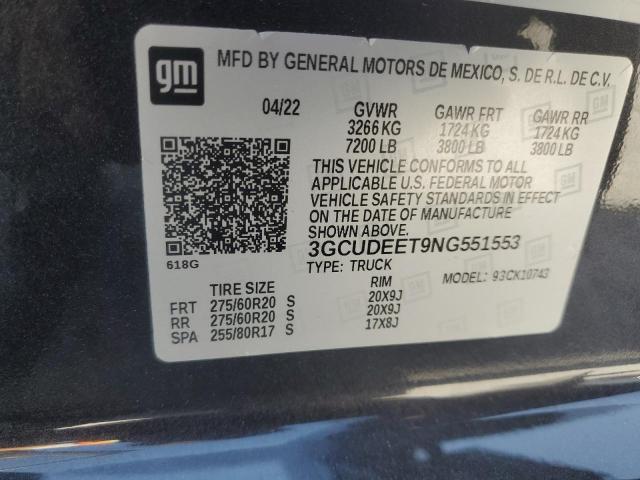 gm
MFD BY GENERAL MOTORS DE MEXICO, S. DE R.L. DE C.V.
04/22 GVWR GAWR FRT GAWR RR
3266 KG 1724 KG 1724 KG
7200 LB 3800 LB 3800 LB
THIS VEHICLE CONFORMS TO ALL
APPLICABLE U.S. FEDERAL MOTOR
VEHICLE SAFETY STANDARDS IN EFFECT
ON THE DATE OF MANUFACTURE
SHOWN ABOVE.
3GCUDEET9NG551553
618G
TYPE: TRUCK MODEL: 93CK10743
TIRE SIZE RIM
FRT 275/60R20 S 20X9J
RR 275/60R20 S 20X9J
SPA 255/80R17 S 17X8J